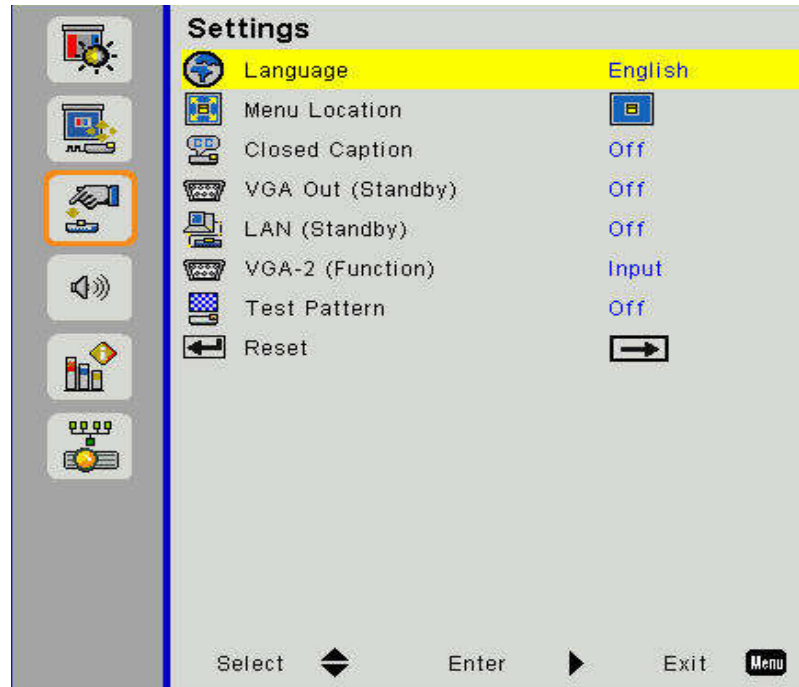 Settings
Language English
Menu Location
Closed Caption Off
VGA Out (Standby) Off
LAN (Standby) Off
VGA-2 (Function) Input
Test Pattern Off
Reset
Select Enter Exit Menu